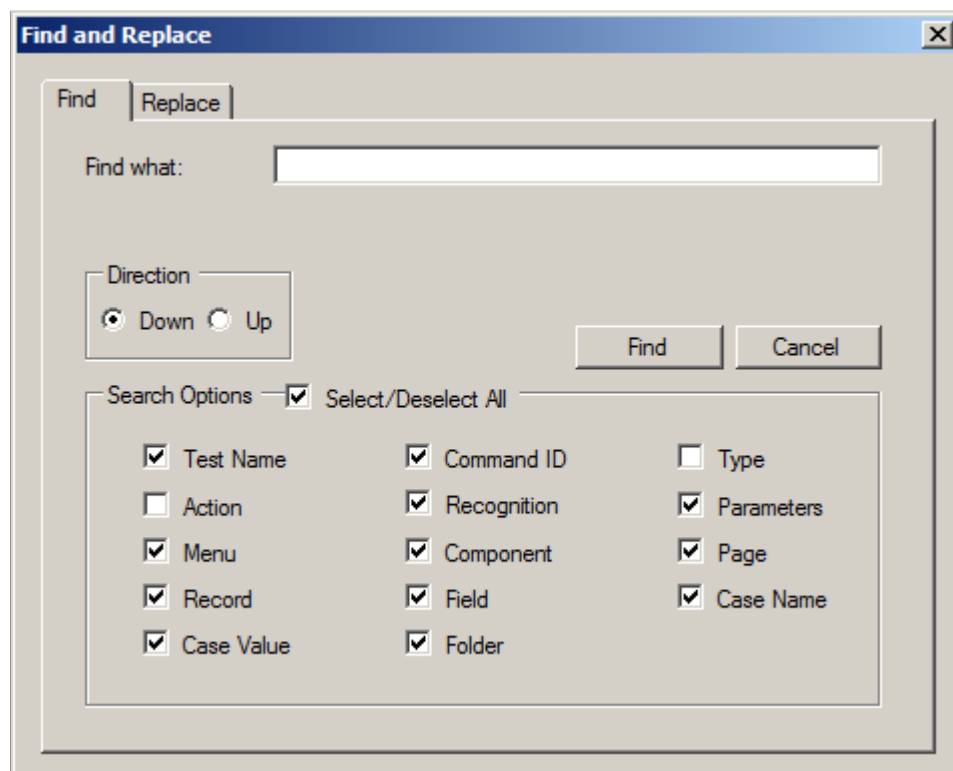 Find and Replace
Find Replace
Find what:
Direction
Down Up
Find Cancel
Search Options Select/Deselect All
Test Name Command ID Type
Action Recognition Parameters
Menu Component Page
Record Field Case Name
Case Value Folder